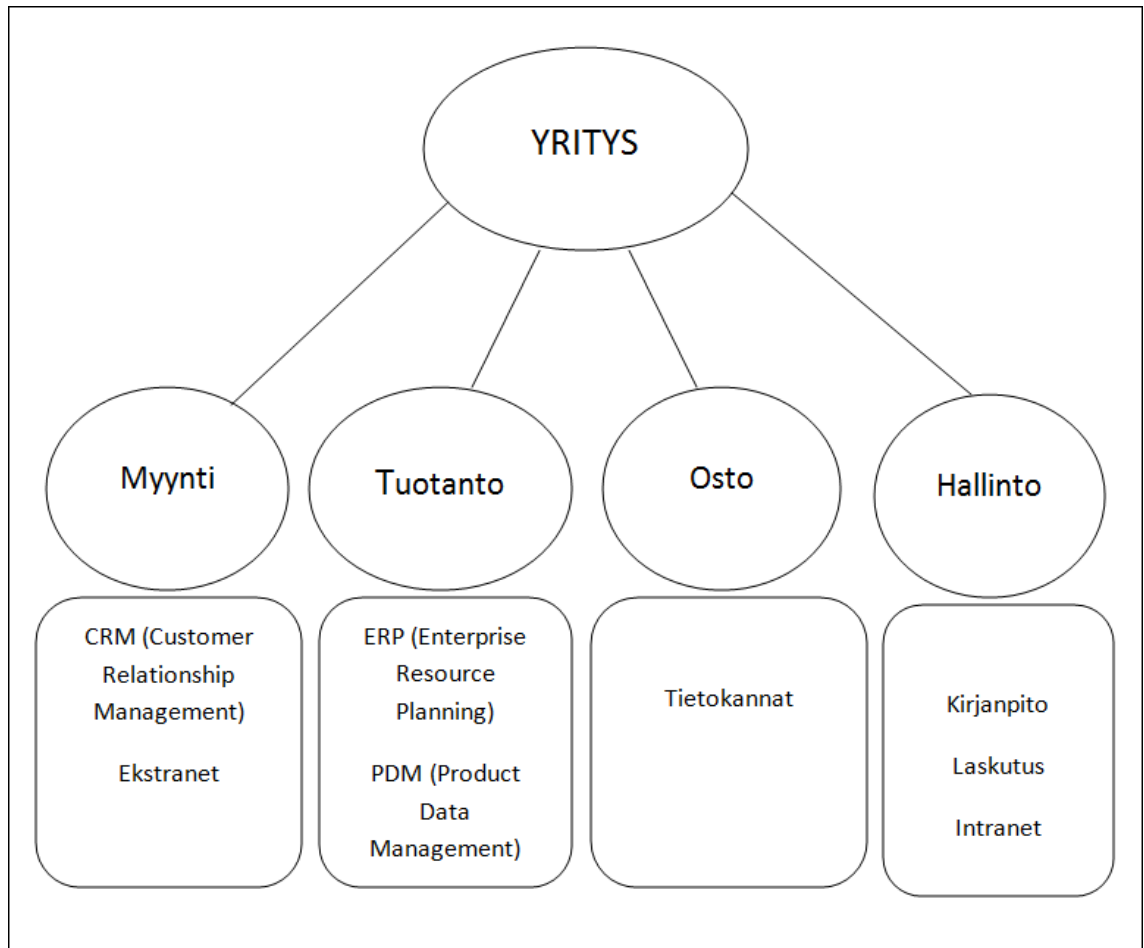 YRITYS
Myynti
Tuotanto
Osto
Hallinto
CRM (Customer
Relationship
Management)
Ekstranet
ERP (Enterprise
Resource
Planning)
PDM (Product
Data
Management)
Tietokannat
Kirjanpito
Laskutus
Intranet